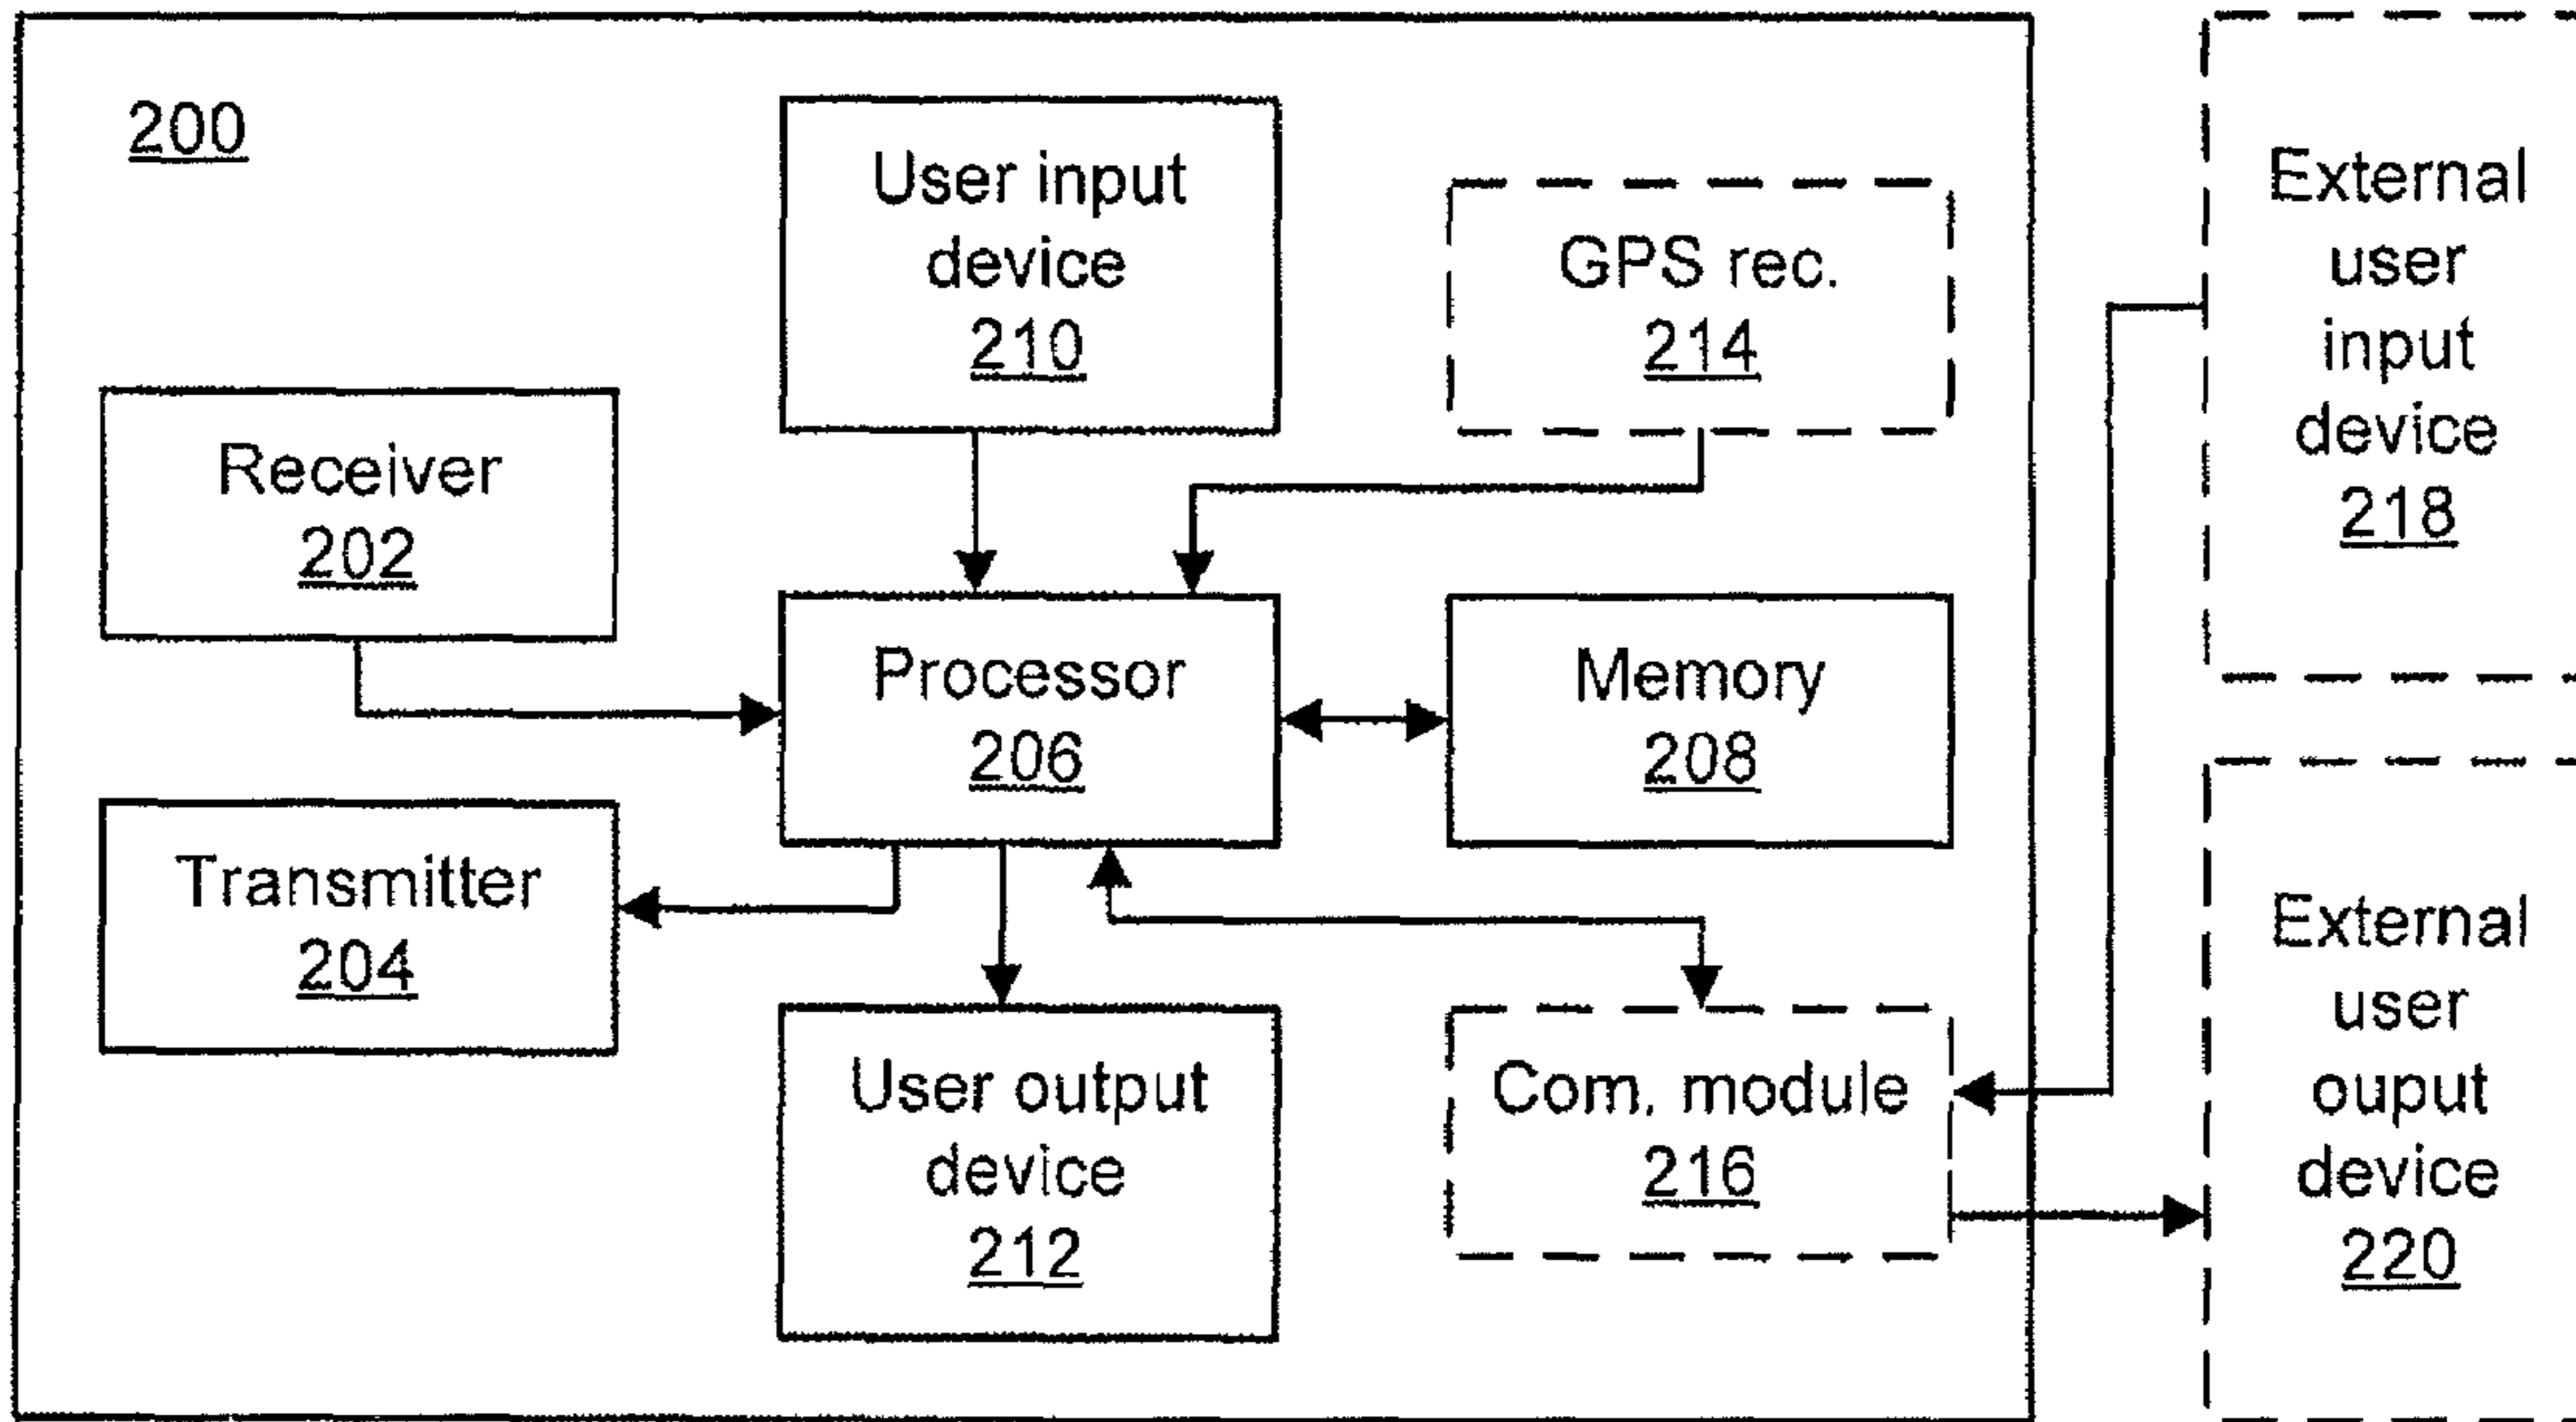 200
User input
device
210
GPS rec.
214
External
user
input
device
218
Receiver
202
Processor
206
Memory
208
Transmitter
204
User output
device
212
Com. module
216
External
user
ouput
device
220